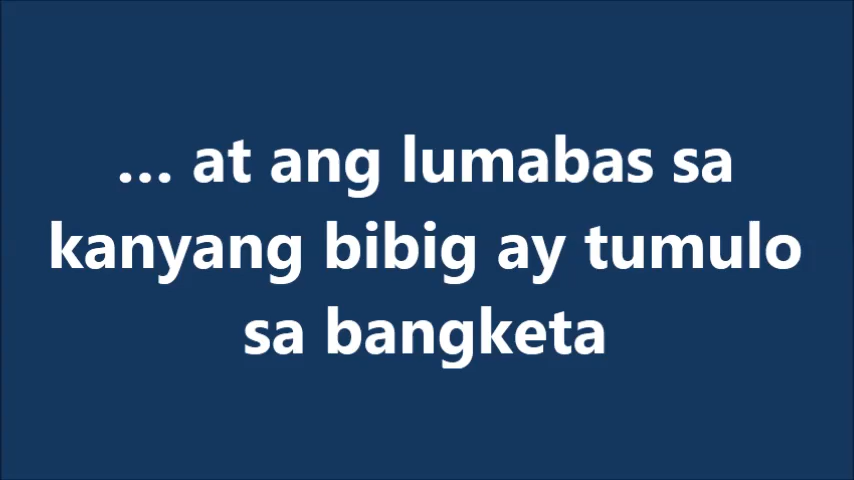 … at ang lumabas sa
kanyang bibig ay tumulo
sa bangketa